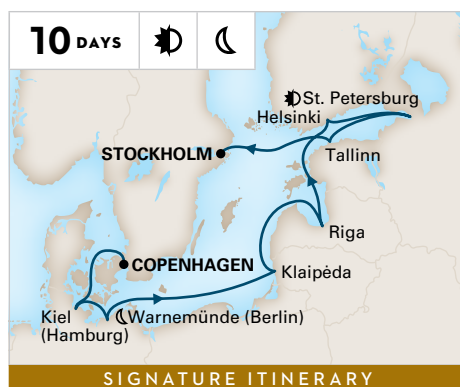 10 DAYS
St. Petersburg
Helsinki
STOCKHOLM
Tallinn
Riga
COPENHAGEN
Klaipėda
Kiel
(Hamburg)
Warnemünde (Berlin)
SIGNATURE ITINERARY